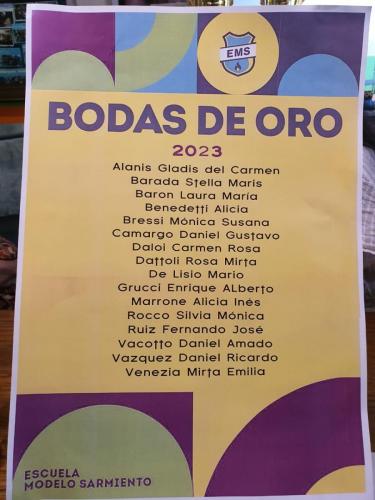 EMS
BODAS DE ORO
2023
Alanis Gladis del Carmen
Barada Stella Maris
Baron Laura María
Benedetti Alicia
Bressi Mónica Susana
Camargo Daniel Gustavo
Daloi Carmen Rosa
Dattoli Rosa Mirta
De Lisio Mario
Grucci Enrique ALberto
Marrone Alicia Inés
Rocco Silvia Mónica
Ruiz Fernando José
Vacotto Daniel Amado
Vazquez Daniel Ricardo
Venezia Mirta Emilia
ESCUELA
MODELO SARMIENTO